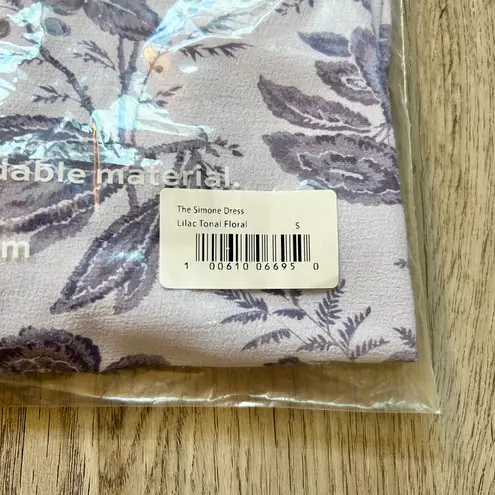 dable material.
m
The Simone Dress
Lilac Tonal Floral S
1 00610 06695 0